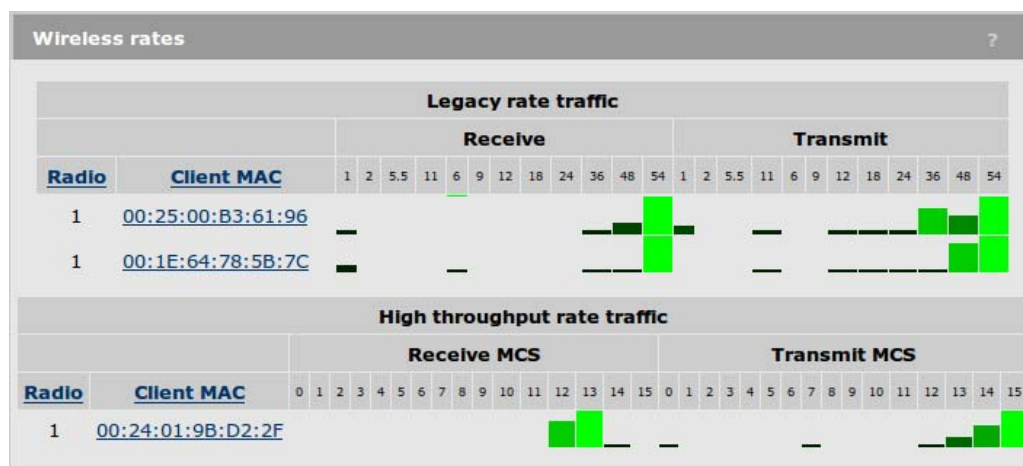 Wireless rates ?
Legacy rate traffic
Receive Transmit
Radio Client MAC 1 2 5.5 11 6 9 12 18 24 36 48 54 1 2 5.5 11 6 9 12 18 24 36 48 54
1 00:25:00:B3:61:96
1 00:1E:64:78:5B:7C
High throughput rate traffic
Receive MCS Transmit MCS
Radio Client MAC 0 1 2 3 4 5 6 7 8 9 10 11 12 13 14 15 0 1 2 3 4 5 6 7 8 9 10 11 12 13 14 15
1 00:24:01:9B:D2:2F